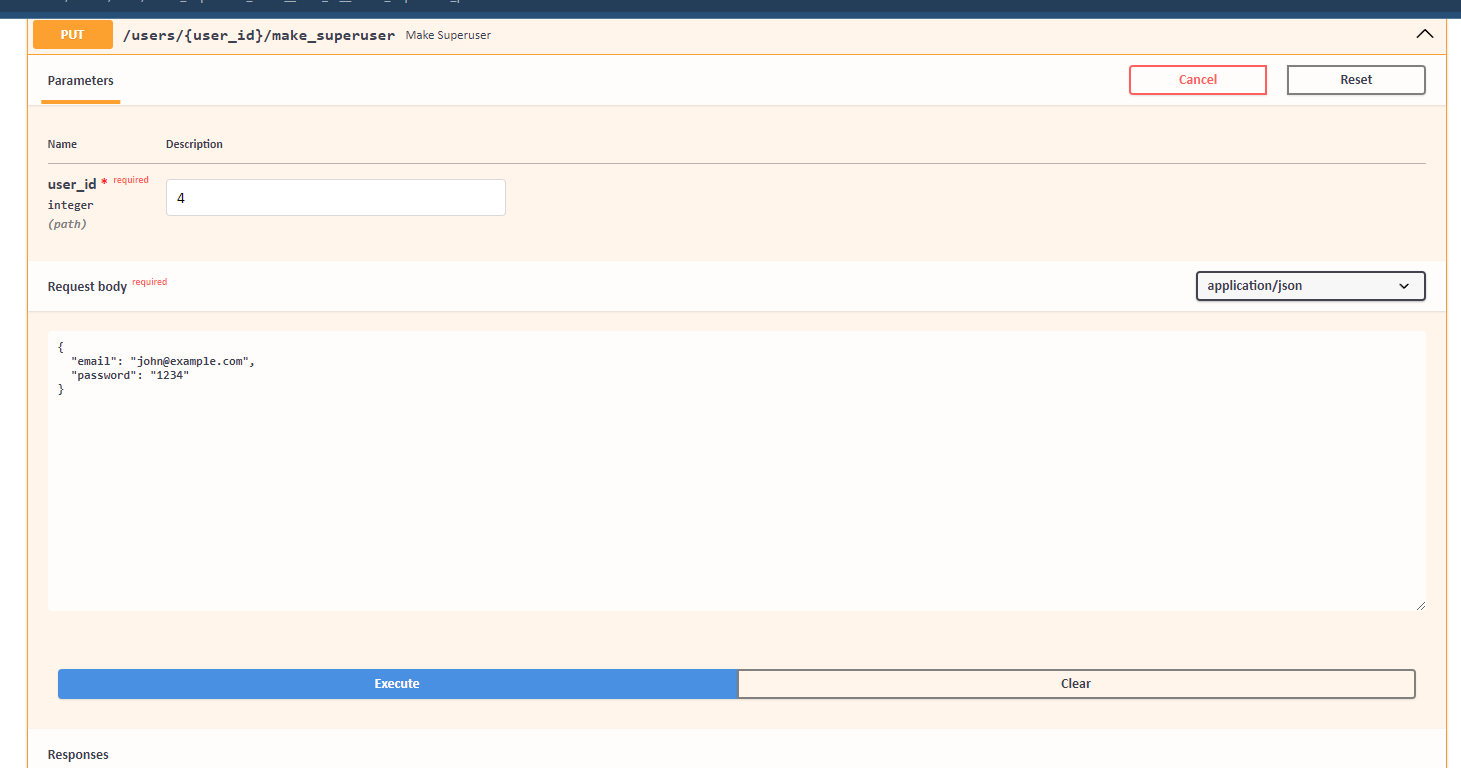 PUT /users/{user_id}/make_superuser Make Superuser
Parameters Cancel Reset
Name Description
user_id * required
integer
(path)
4
Request body required application/json
{
  "email": "john@example.com",
  "password": "1234"
}
Execute Clear
Responses